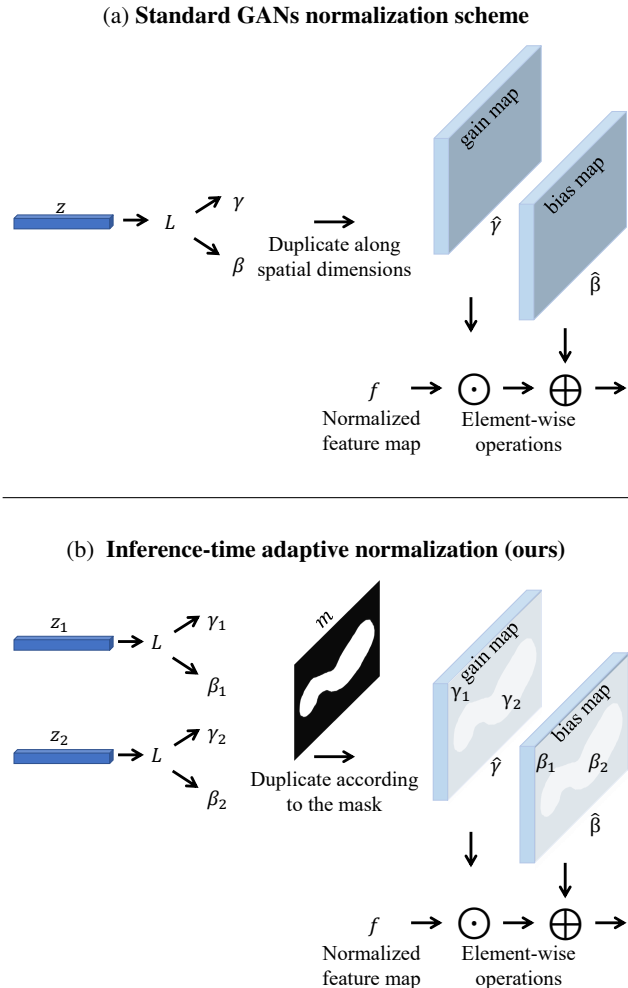 (a) Standard GANs normalization scheme
gain map
bias map
z
L
γ
β
Duplicate along
spatial dimensions
γ̂
β̂
f
Normalized
feature map
Element-wise
operations
(b) Inference-time adaptive normalization (ours)
z₁
L
γ₁
β₁
z₂
L
γ₂
β₂
m
Duplicate according
to the mask
gain map
γ₁
γ₂
γ̂
bias map
β₁
β₂
β̂
f
Normalized
feature map
Element-wise
operations